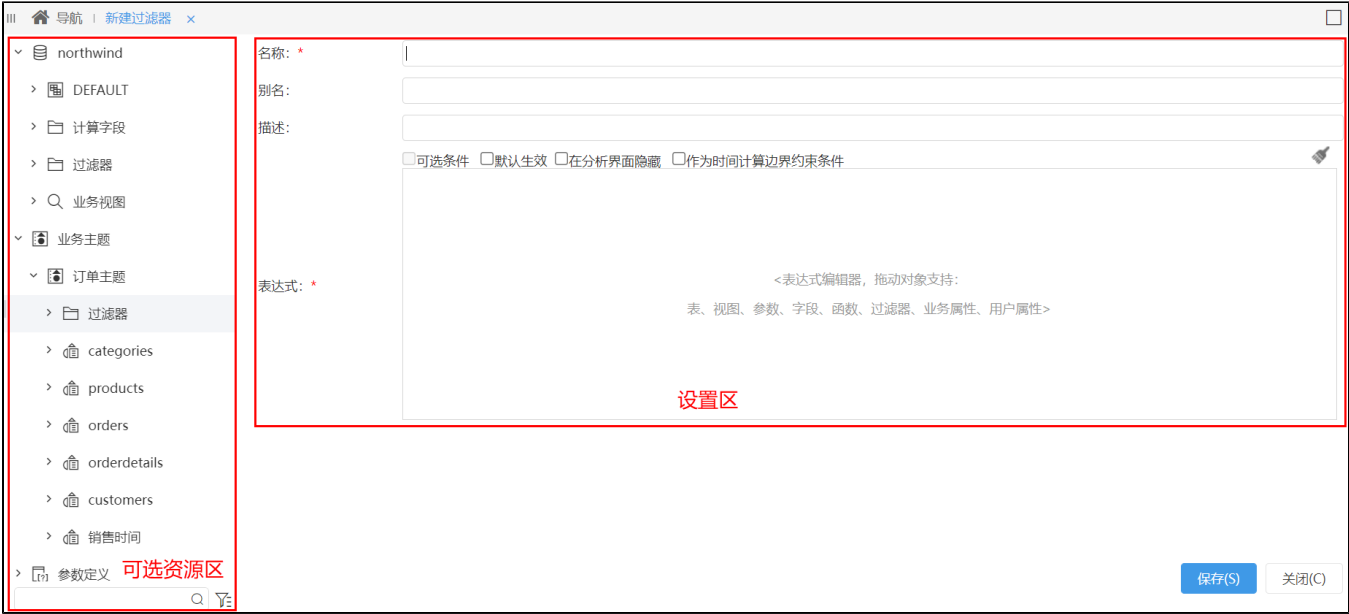 导航 新建过滤器 ×
northwind
DEFAULT
计算字段
过滤器
业务视图
业务主题
订单主题
过滤器
categories
products
orders
orderdetails
customers
销售时间
参数定义
可选资源区
名称: *
别名:
描述:
可选条件 默认生效 在分析界面隐藏 作为时间计算边界约束条件
表达式: *
<表达式编辑器，拖动对象支持:
表、视图、参数、字段、函数、过滤器、业务属性、用户属性>
设置区
保存(S) 关闭(C)